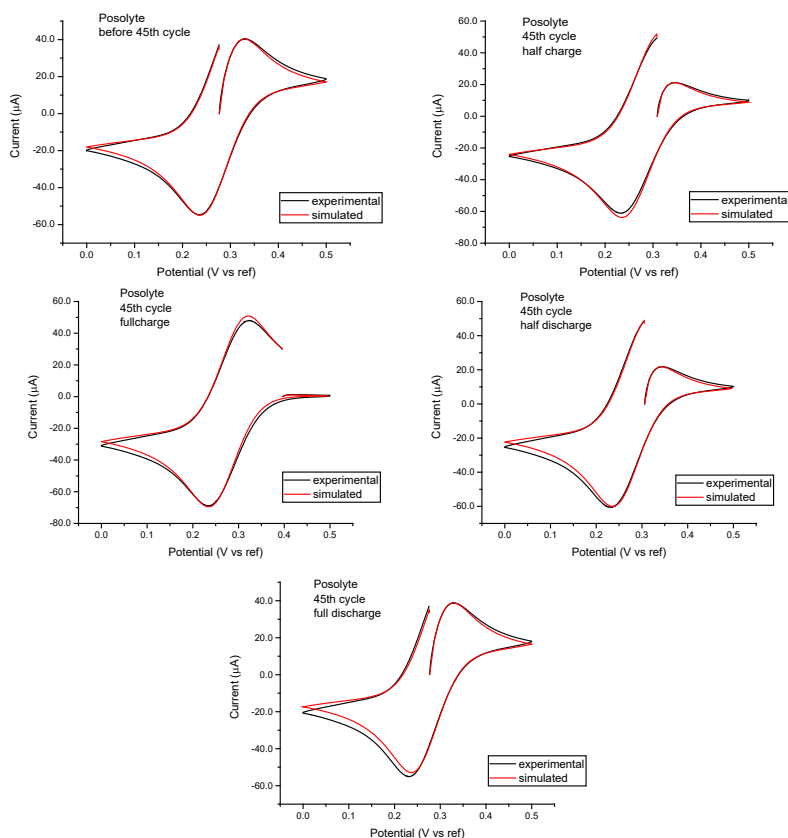 Posolyte
before 45th cycle
40.0
20.0
0.0
-20.0
-40.0
-60.0
Current (μA)
0.0 0.1 0.2 0.3 0.4 0.5
Potential (V vs ref)
experimental
simulated
Posolyte
45th cycle
half charge
60.0
40.0
20.0
0.0
-20.0
-40.0
-60.0
-80.0
Current (μA)
0.0 0.1 0.2 0.3 0.4 0.5
Potential (V vs ref)
experimental
simulated
Posolyte
45th cycle
fullcharge
60.0
40.0
20.0
0.0
-20.0
-40.0
-60.0
-80.0
Current (μA)
0.0 0.1 0.2 0.3 0.4 0.5
Potential (V vs ref)
experimental
simulated
Posolyte
45th cycle
half discharge
60.0
40.0
20.0
0.0
-20.0
-40.0
-60.0
Current (μA)
0.0 0.1 0.2 0.3 0.4 0.5
Potential (V vs ref)
experimental
simulated
Posolyte
45th cycle
full discharge
40.0
20.0
0.0
-20.0
-40.0
-60.0
Current (μA)
0.0 0.1 0.2 0.3 0.4 0.5
Potential (V vs ref)
experimental
simulated